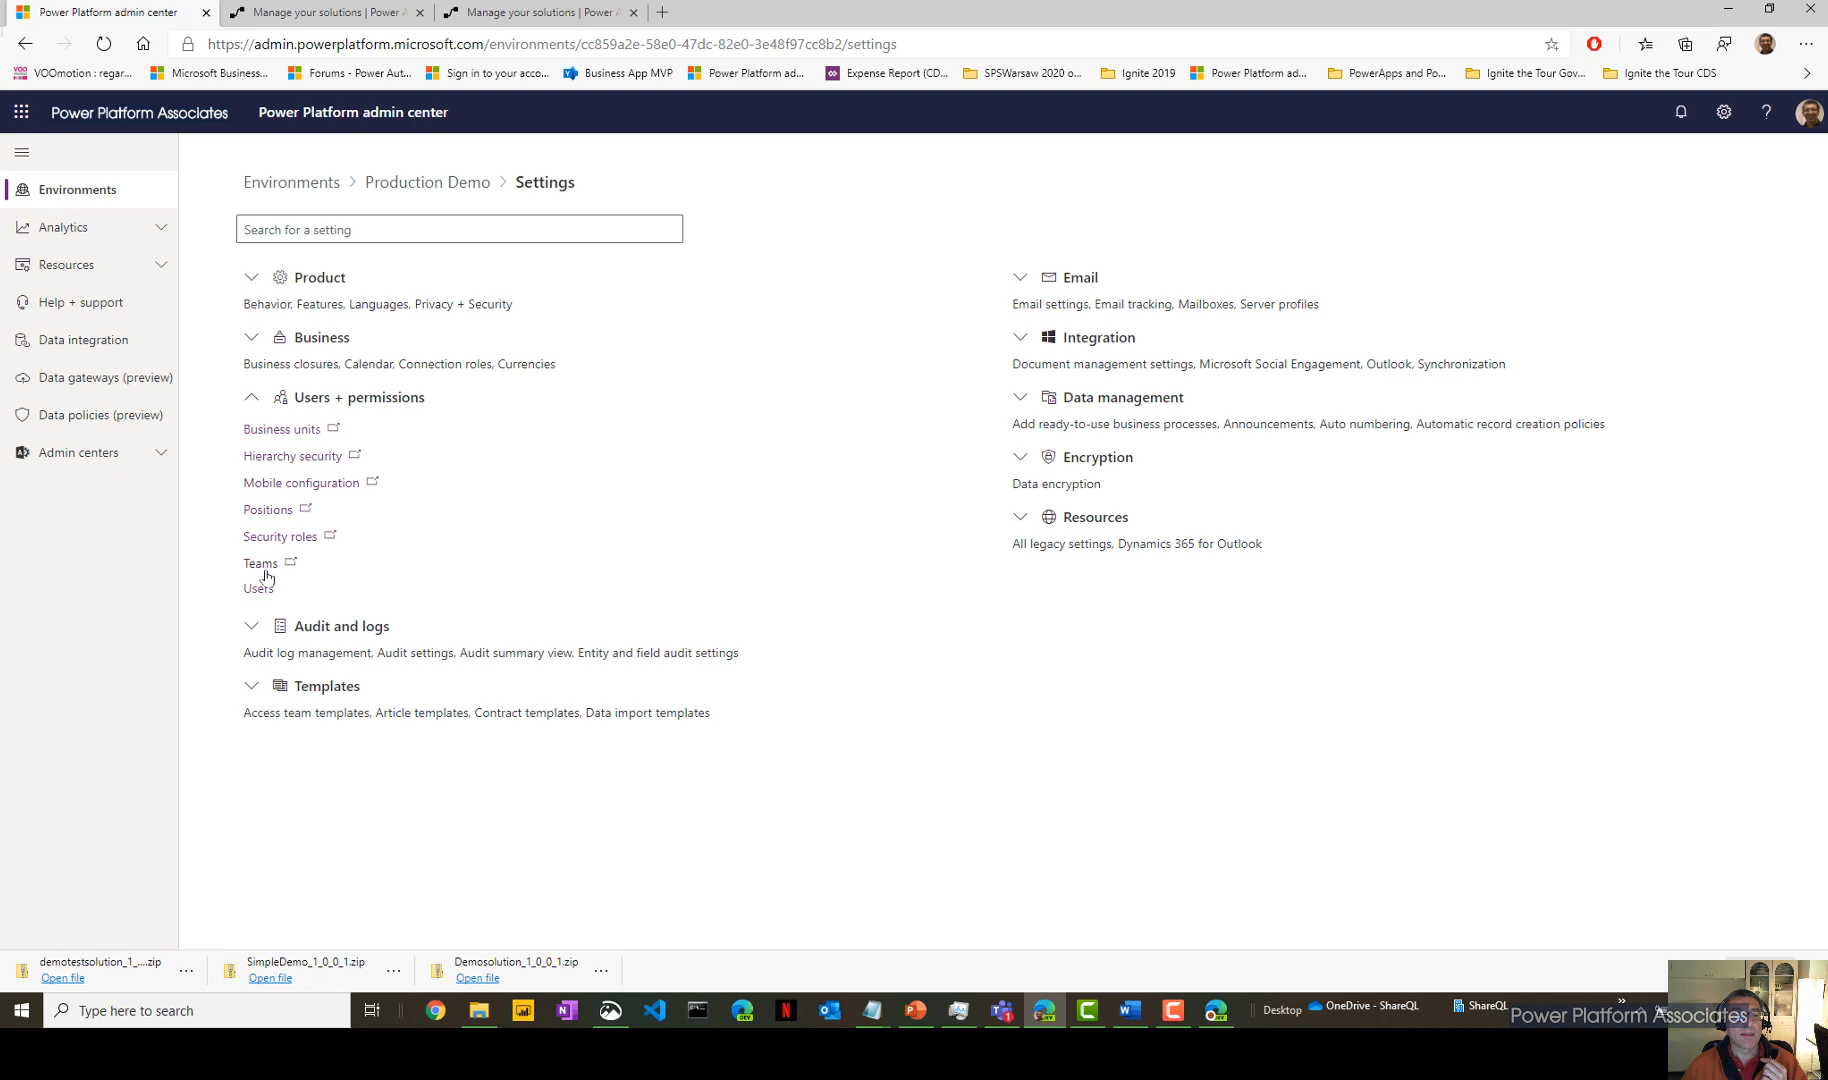 Power Platform admin center
Manage your solutions | Power A
Manage your solutions | Power A
https://admin.powerplatform.microsoft.com/environments/cc859a2e-58e0-47dc-82e0-3e48f97cc8b2/settings
VOOmotion : regar...
Microsoft Business...
Forums - Power Aut...
Sign in to your acco...
Business App MVP
Power Platform ad...
Expense Report (CD...
SPSWarsaw 2020 o...
Ignite 2019
Power Platform ad...
PowerApps and Po...
Ignite the Tour Gov...
Ignite the Tour CDS
Power Platform Associates
Power Platform admin center
Environments
Analytics
Resources
Help + support
Data integration
Data gateways (preview)
Data policies (preview)
Admin centers
Environments > Production Demo > Settings
Search for a setting
Product
Behavior, Features, Languages, Privacy + Security
Business
Business closures, Calendar, Connection roles, Currencies
Users + permissions
Business units
Hierarchy security
Mobile configuration
Positions
Security roles
Teams
Users
Audit and logs
Audit log management, Audit settings, Audit summary view, Entity and field audit settings
Templates
Access team templates, Article templates, Contract templates, Data import templates
Email
Email settings, Email tracking, Mailboxes, Server profiles
Integration
Document management settings, Microsoft Social Engagement, Outlook, Synchronization
Data management
Add ready-to-use business processes, Announcements, Auto numbering, Automatic record creation policies
Encryption
Data encryption
Resources
All legacy settings, Dynamics 365 for Outlook
demotestsolution_1_....zip
Open file
SimpleDemo_1_0_0_1.zip
Open file
Demosolution_1_0_0_1.zip
Open file
Type here to search
Desktop
OneDrive - ShareQL
ShareQL
Power Platform Associates